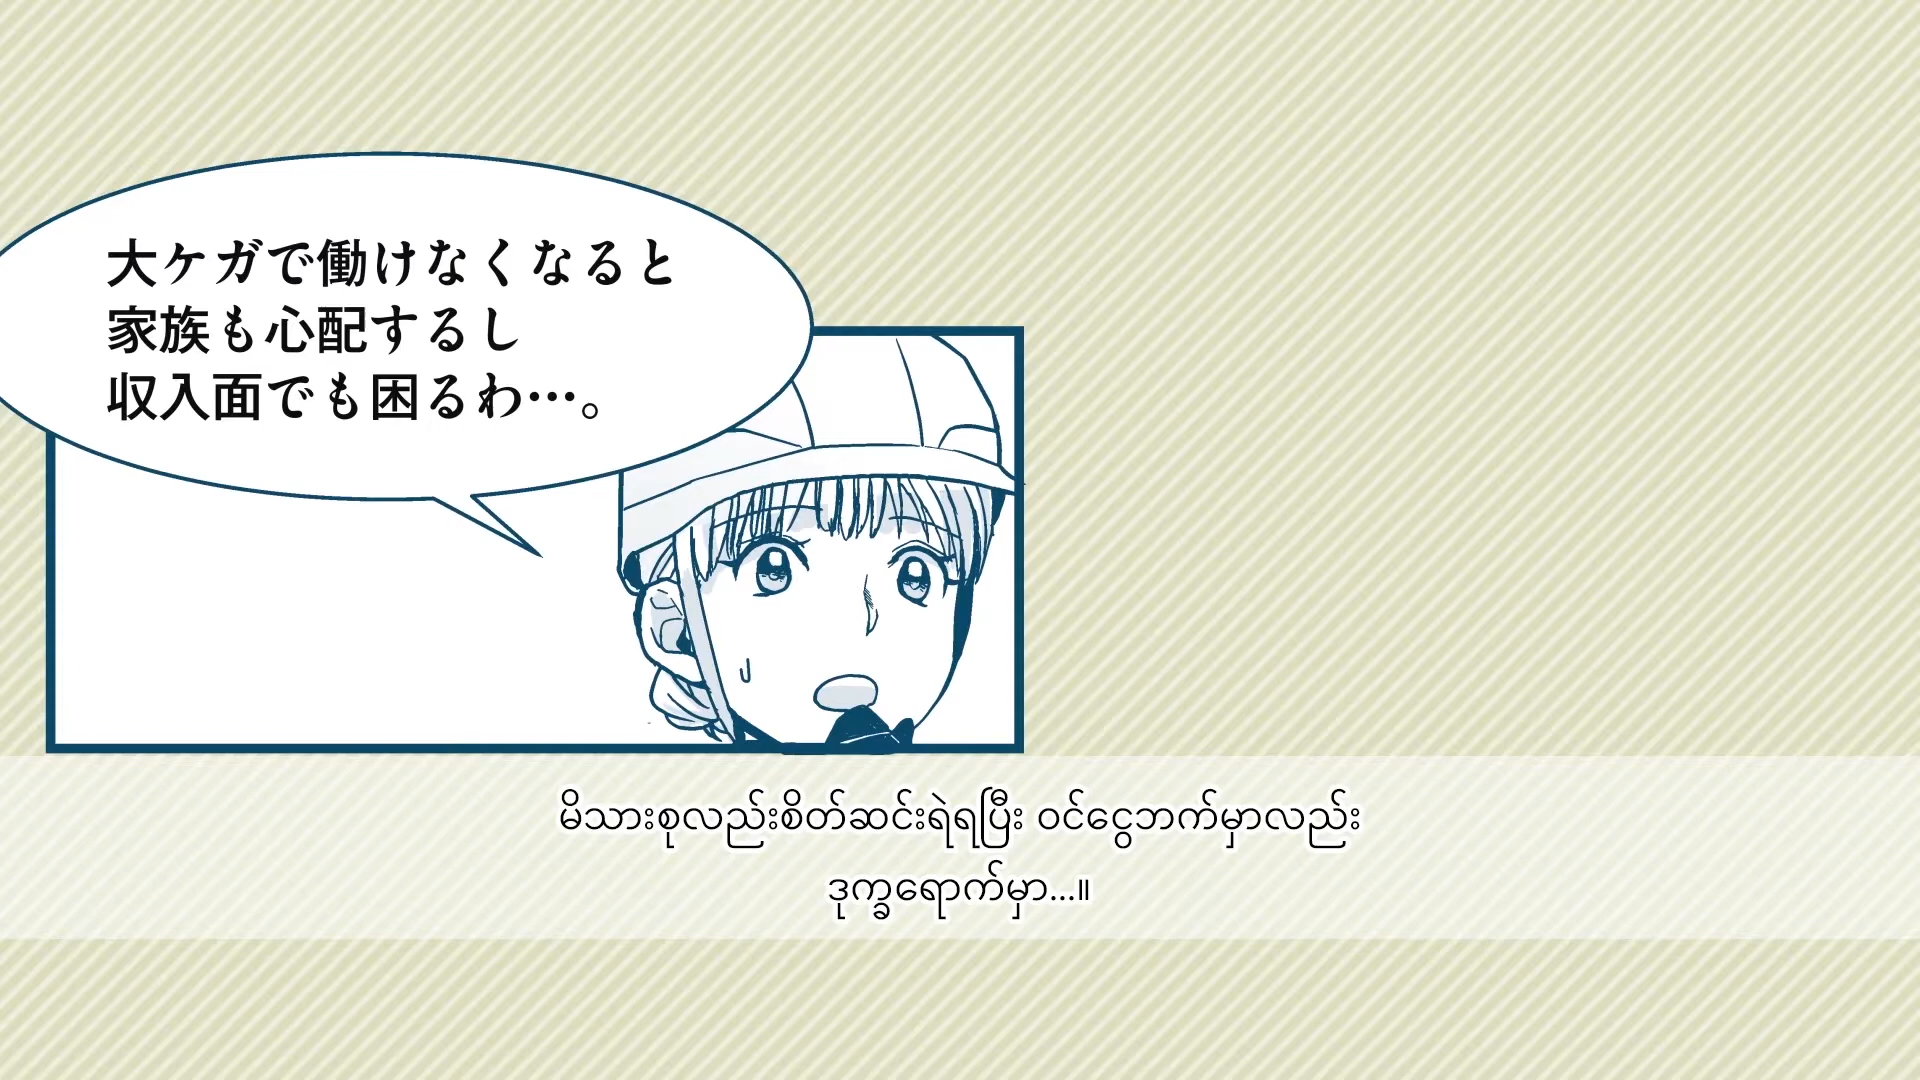 大ケガで働けなくなると
家族も心配するし
収入面でも困るわ…。
မိသားစုလည်းစိတ်ဆင်းရဲရပြီး ဝင်ငွေဘက်မှာလည်း
ဒုက္ခရောက်မှာ...။